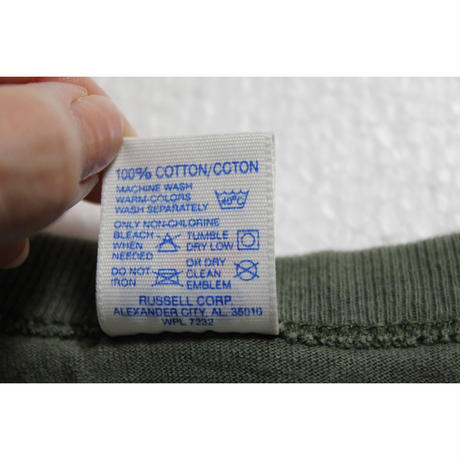 100% COTTON/COTON
MACHINE WASH
WARM-COLORS
WASH SEPARATELY
40°C
ONLY NON-CHLORINE
BLEACH
WHEN
NEEDED
TUMBLE
DRY LOW
DO NOT
IRON
OR DRY
CLEAN
EMBLEM
RUSSELL CORP.
ALEXANDER CITY, AL. 35010
WPL 7232